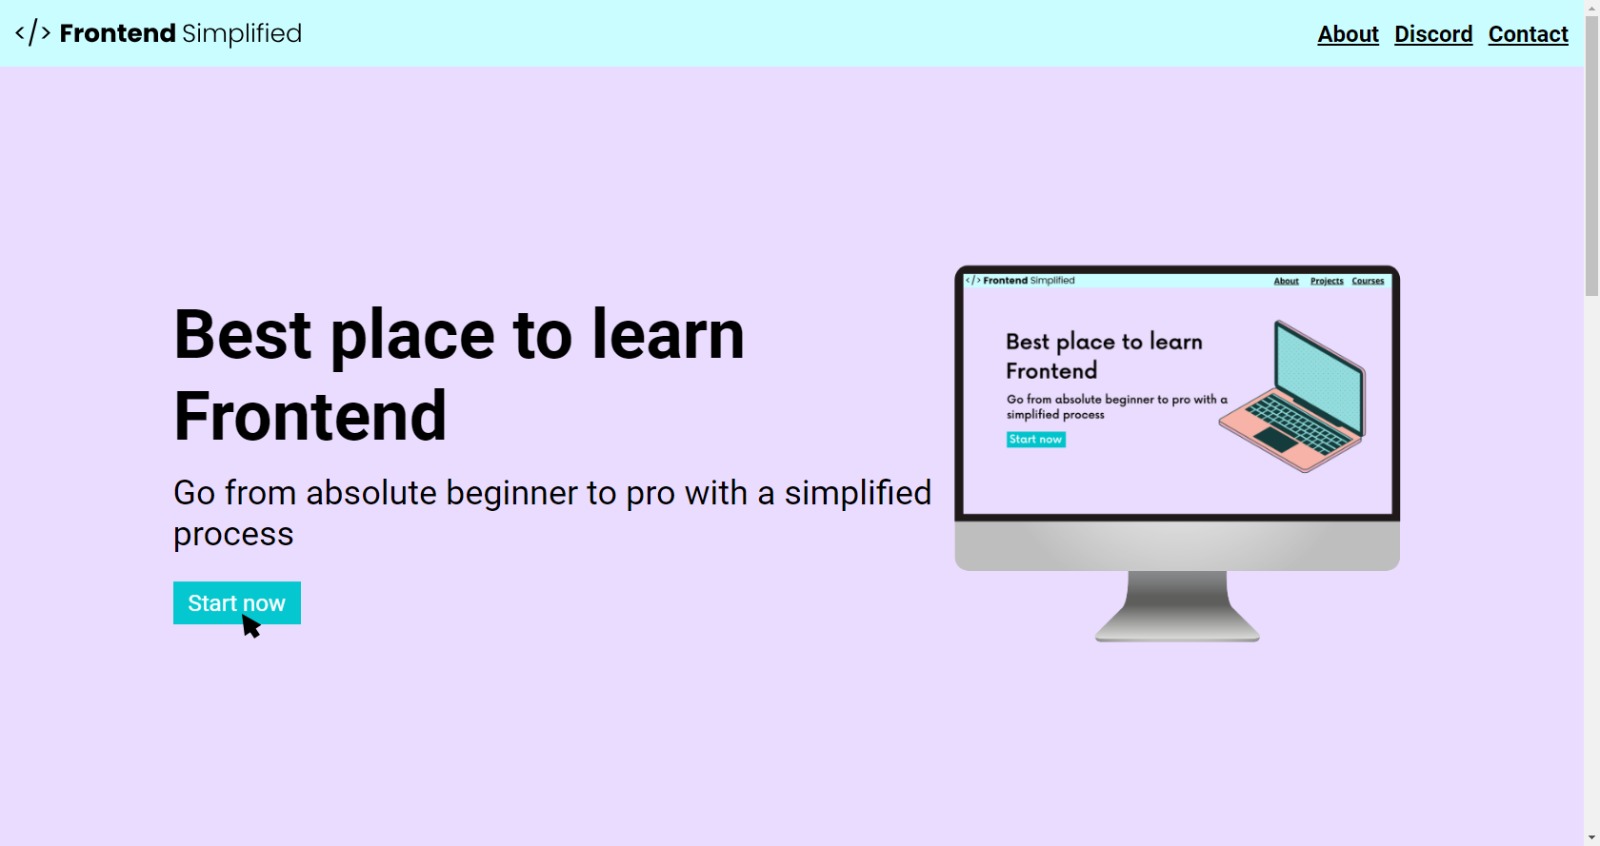 </> Frontend Simplified
About Discord Contact
Best place to learn
Frontend
Go from absolute beginner to pro with a simplified
process
Start now
</> Frontend Simplified
About Projects Courses
Best place to learn
Frontend
Go from absolute beginner to pro with a
simplified process
Start now